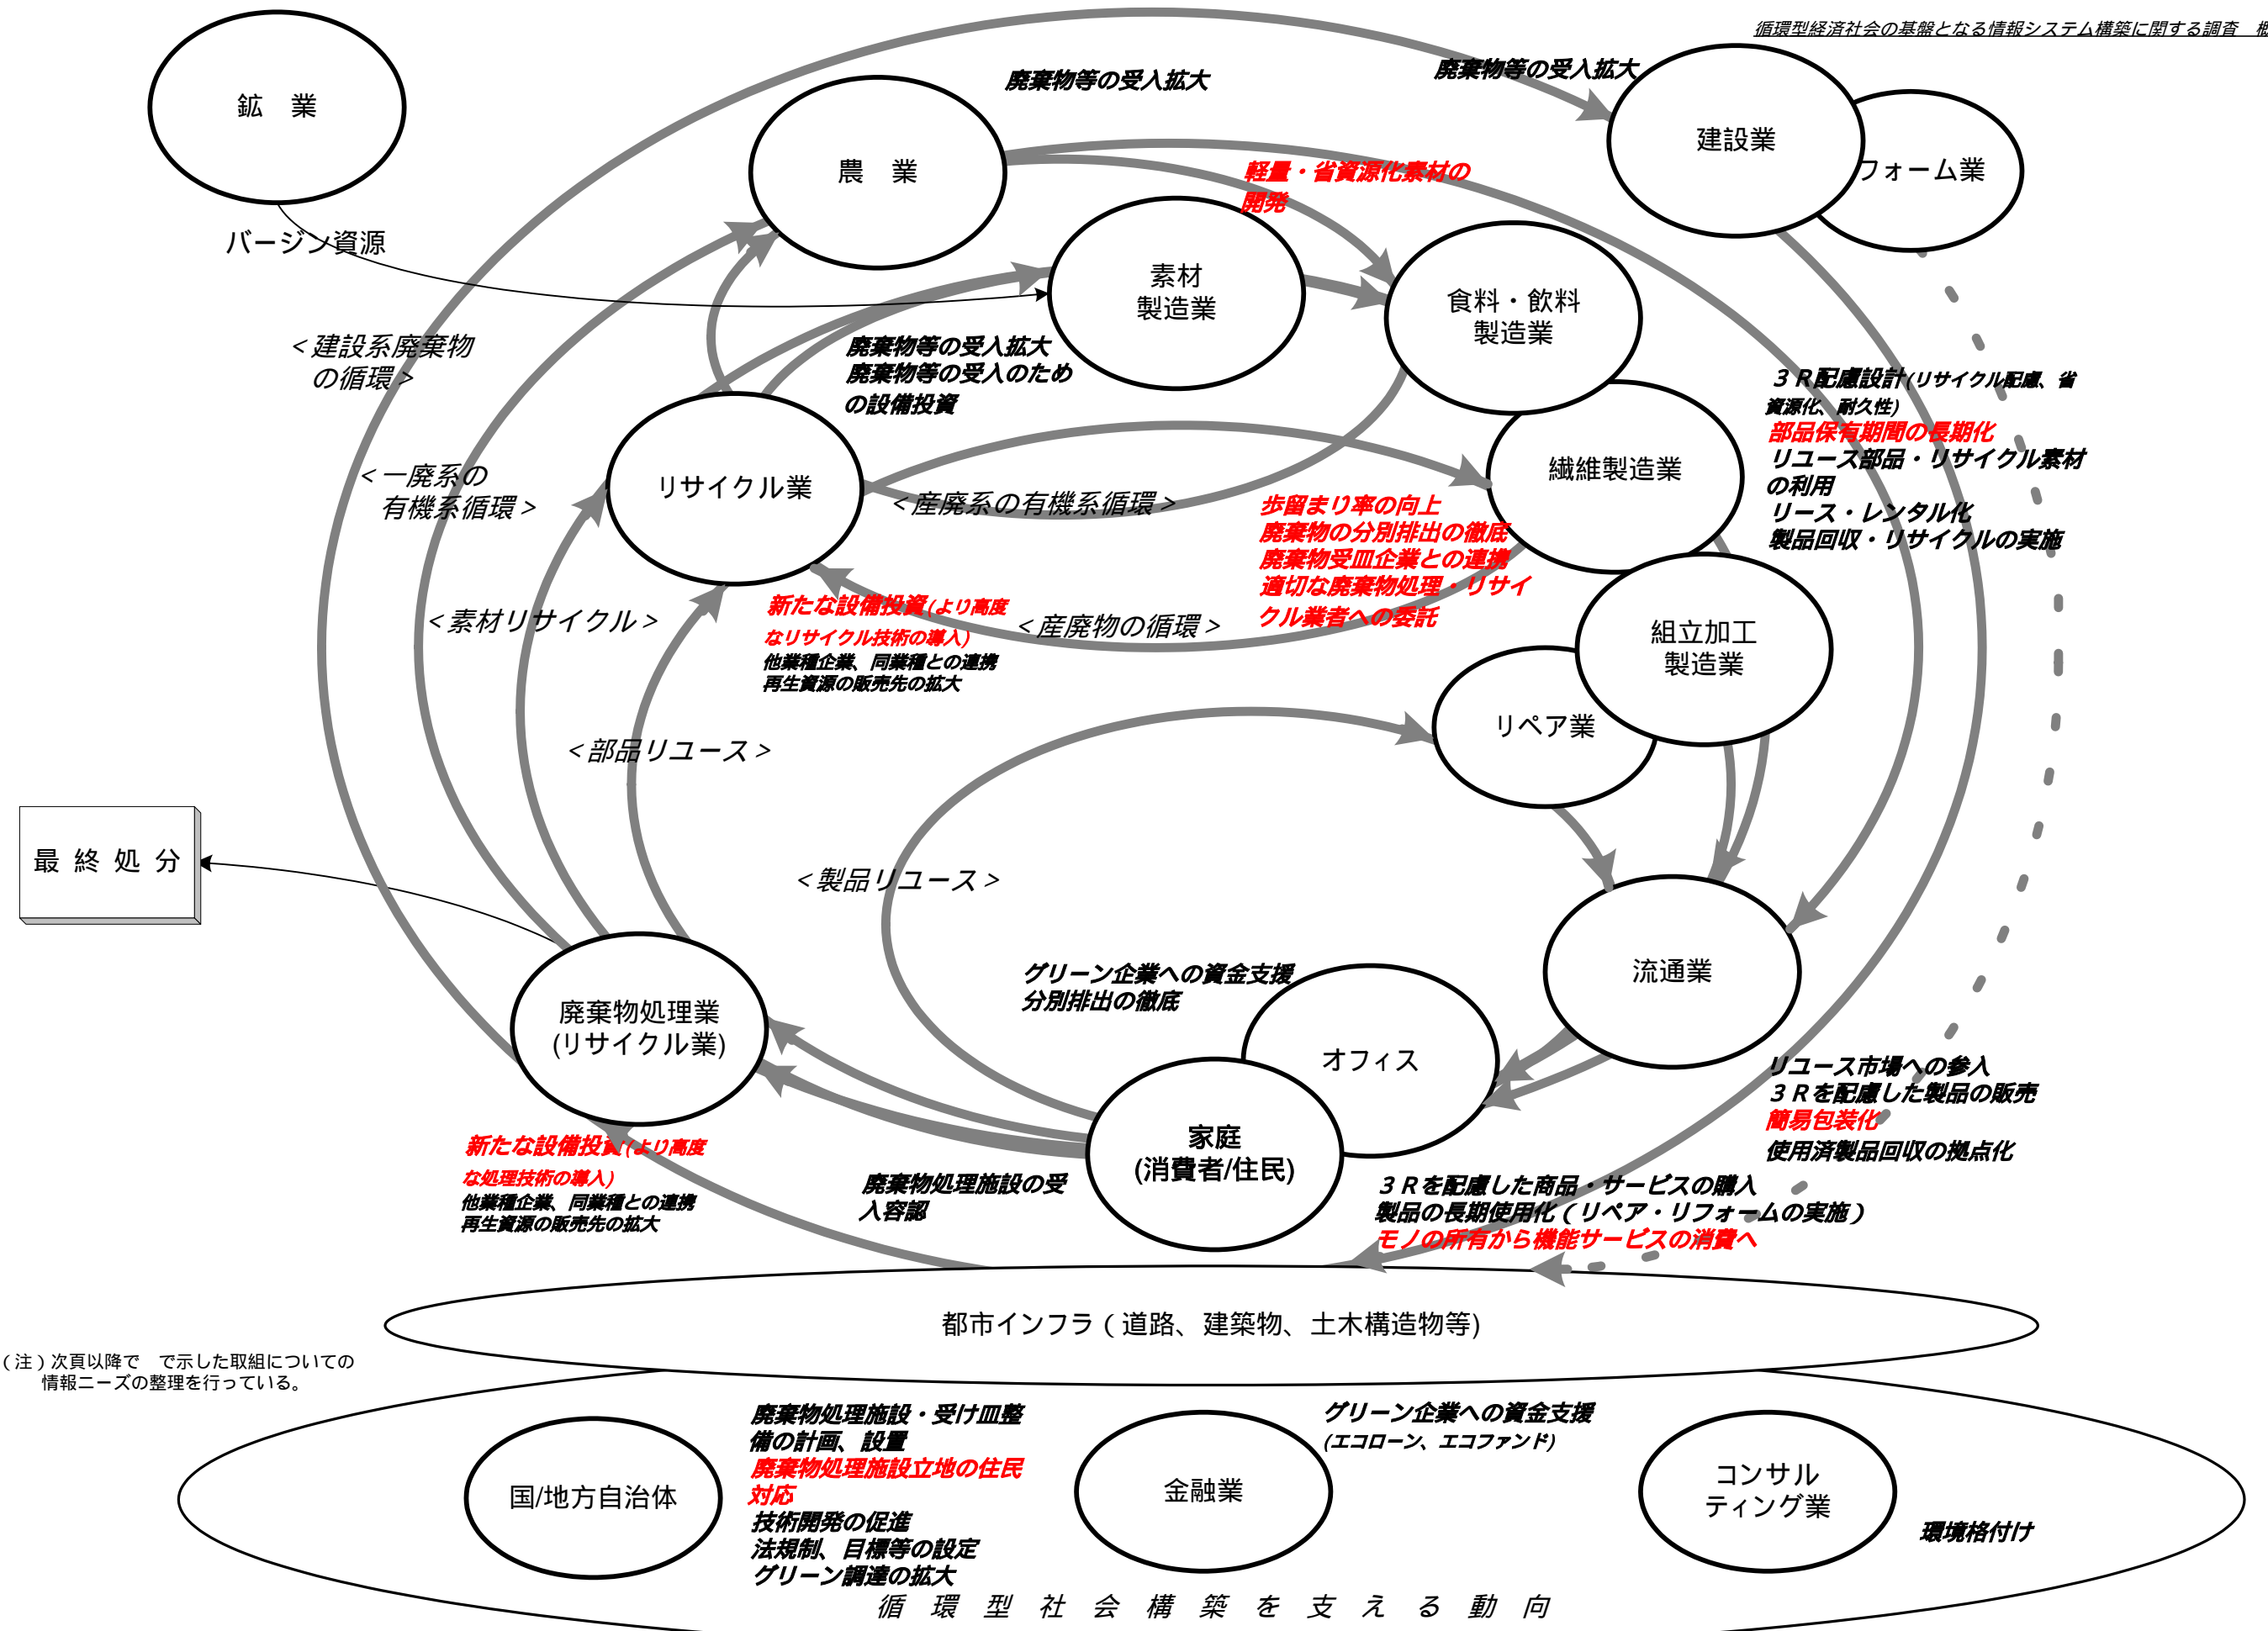 循環型経済社会の基盤となる情報システム構築に関する調査
鉱　業
廃棄物等の受入拡大
廃棄物等の受入拡大
建設業
フォーム業
農　業
軽量・省資源化素材の
開発
バージン資源
素材
製造業
食料・飲料
製造業
＜建設系廃棄物
の循環＞
廃棄物等の受入拡大
廃棄物等の受入のため
の設備投資
３Ｒ配慮設計(リサイクル配慮、省
資源化、耐久性)
部品保有期間の長期化
リユース部品・リサイクル素材
の利用
リース・レンタル化
製品回収・リサイクルの実施
＜一廃系の
有機系循環＞
リサイクル業
＜産廃系の有機系循環＞
繊維製造業
歩留まり率の向上
廃棄物の分別排出の徹底
廃棄物受皿企業との連携
適切な廃棄物処理・リサイ
クル業者への委託
＜素材リサイクル＞
新たな設備投資(より高度
なリサイクル技術の導入)
他業種企業、同業種との連携
再生資源の販売先の拡大
＜産廃物の循環＞
組立加工
製造業
リペア業
＜部品リユース＞
最 終 処 分
＜製品リユース＞
流通業
グリーン企業への資金支援
分別排出の徹底
廃棄物処理業
(リサイクル業)
オフィス
リユース市場への参入
３Ｒを配慮した製品の販売
簡易包装化
使用済製品回収の拠点化
家庭
(消費者/住民)
新たな設備投資(より高度
な処理技術の導入)
他業種企業、同業種との連携
再生資源の販売先の拡大
廃棄物処理施設の受
入容認
３Ｒを配慮した商品・サービスの購入
製品の長期使用化（リペア・リフォームの実施）
モノの所有から機能サービスの消費へ
都市インフラ（道路、建築物、土木構造物等)
（注）次頁以降で　で示した取組についての
情報ニーズの整理を行っている。
国/地方自治体
廃棄物処理施設・受け皿整
備の計画、設置
廃棄物処理施設立地の住民
対応
技術開発の促進
法規制、目標等の設定
グリーン調達の拡大
金融業
グリーン企業への資金支援
(エコローン、エコファンド)
コンサル
ティング業
環境格付け
循 環 型 社 会 構 築 を 支 え る 動 向